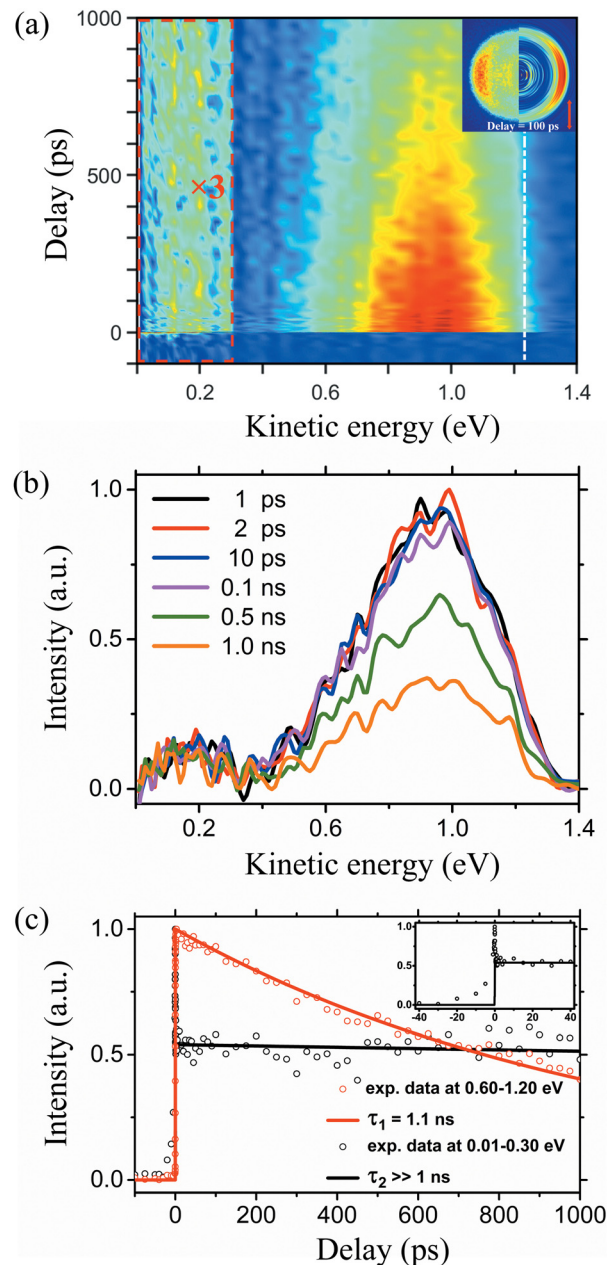 (a)
1000
500
0
Delay (ps)
×3
Delay = 100 ps
0.2
0.6
1.0
1.4
Kinetic energy (eV)
(b)
1.0
0.5
0.0
Intensity (a.u.)
1 ps
2 ps
10 ps
0.1 ns
0.5 ns
1.0 ns
0.2
0.6
1.0
1.4
Kinetic energy (eV)
(c)
1.0
0.5
0.0
Intensity (a.u.)
1.0
0.5
0.0
-40
-20
0
20
40
exp. data at 0.60-1.20 eV
τ1 = 1.1 ns
exp. data at 0.01-0.30 eV
τ2 >> 1 ns
0
200
400
600
800
1000
Delay (ps)